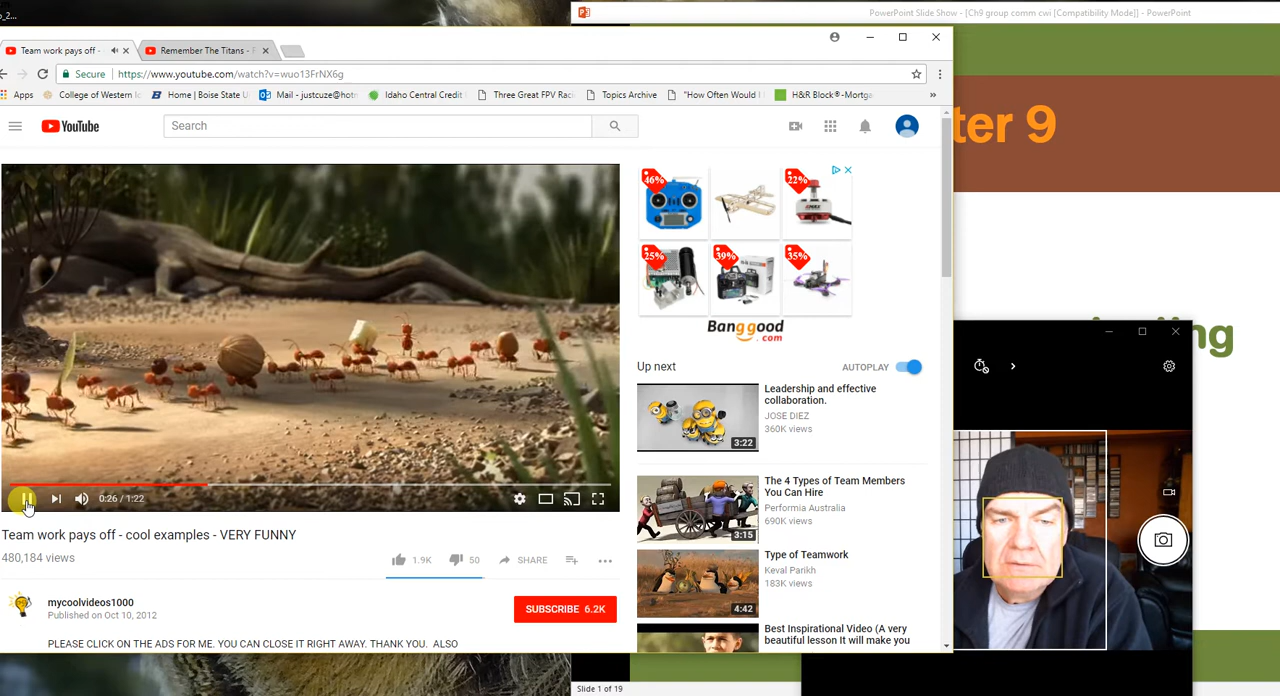 _2...
PowerPoint Slide Show - [Ch9 group comm cwi [Compatibility Mode]] - PowerPoint
Team work pays off -
Remember The Titans -
Secure
https://www.youtube.com/watch?v=wuo13FrNX6g
Apps
College of Western
Home | Boise State U
Mail - justcuze@hotm
Idaho Central Credit
Three Great FPV Rac
Topics Archive
"How Often Would I
H&R Block®-Mortga
»
YouTube
Search
ter 9
46%
22%
25%
39%
35%
Banggood
.com
Up next
AUTOPLAY
Leadership and effective
collaboration.
JOSE DIEZ
360K views
3:22
The 4 Types of Team Members
You Can Hire
Performia Australia
690K views
3:15
Type of Teamwork
Keval Parikh
183K views
4:42
Best Inspirational Video (A very
beautiful lesson It will make you
0:26 / 1:22
Team work pays off - cool examples - VERY FUNNY
480,184 views
1.9K
50
SHARE
mycoolvideos1000
Published on Oct 10, 2012
SUBSCRIBE 6.2K
PLEASE CLICK ON THE ADS FOR ME. YOU CAN CLOSE IT RIGHT AWAY. THANK YOU. ALSO
ng
Slide 1 of 19